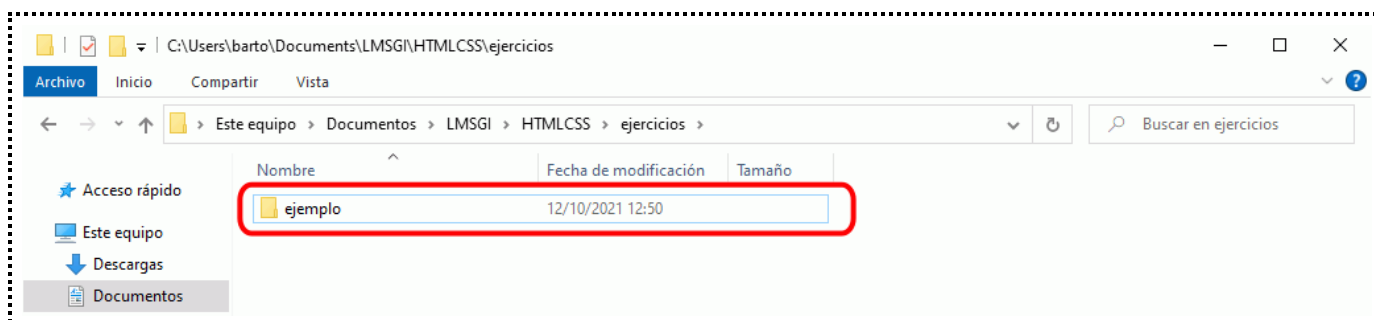 C:\Users\barto\Documents\LMSGI\HTMLCSS\ejercicios
Archivo Inicio Compartir Vista
Este equipo > Documentos > LMSGI > HTMLCSS > ejercicios >
Buscar en ejercicios
Nombre Fecha de modificación Tamaño
Acceso rápido
ejemplo 12/10/2021 12:50
Este equipo
Descargas
Documentos